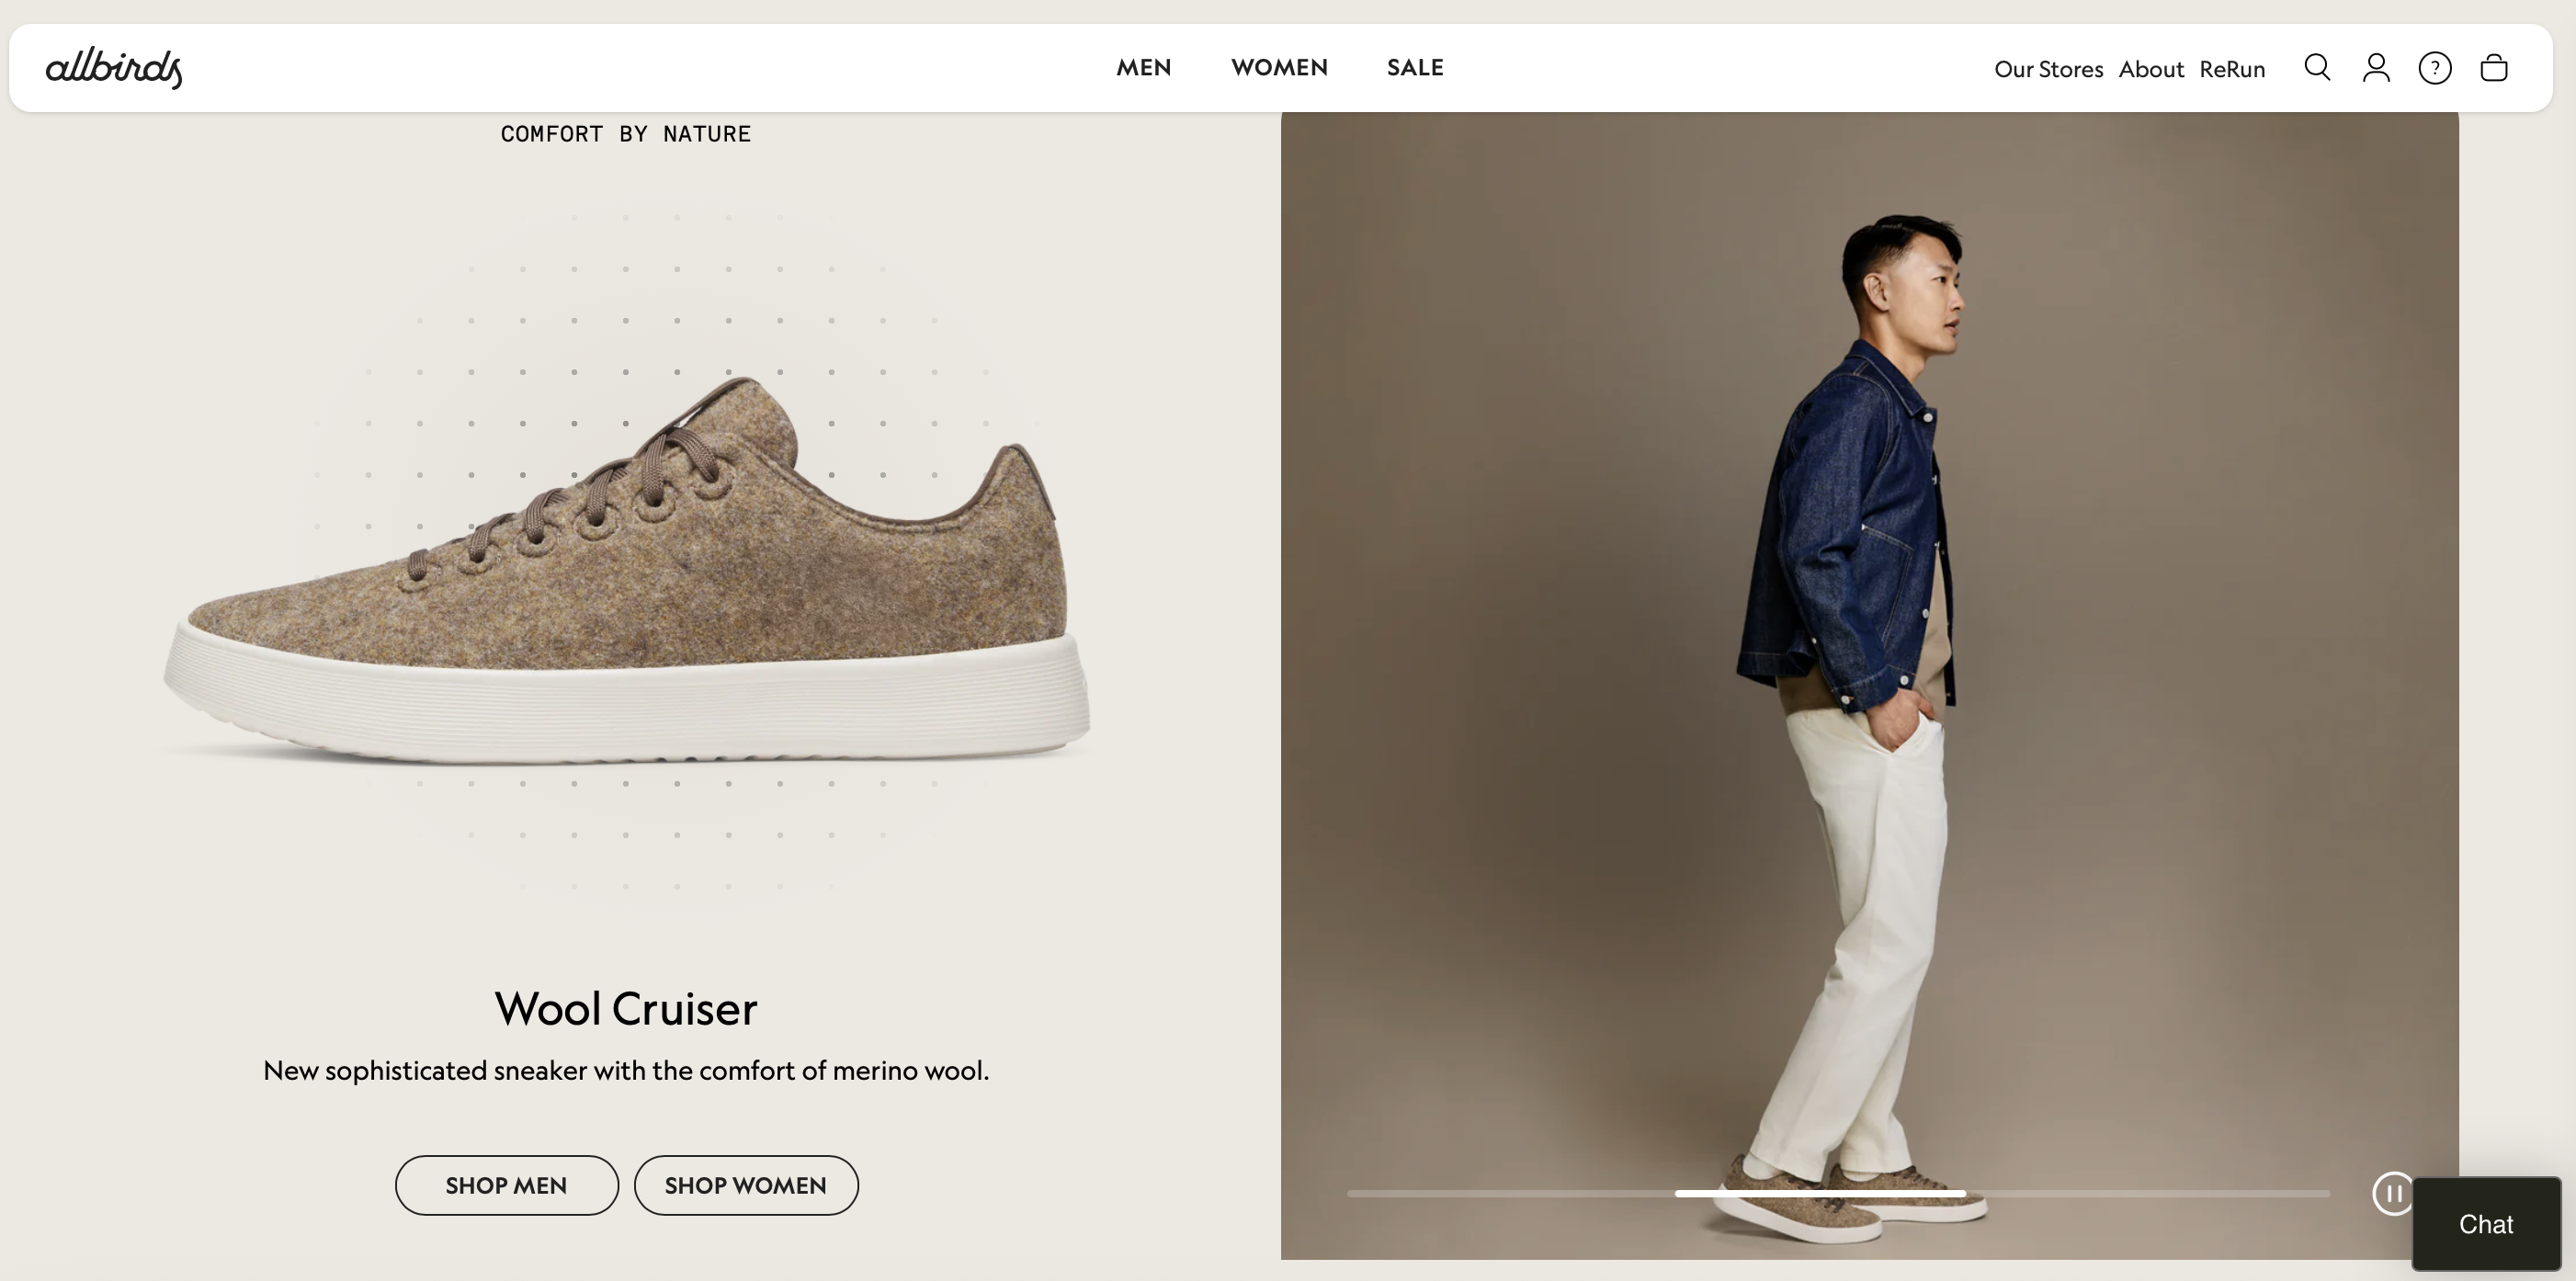 allbirds
MEN WOMEN SALE
Our Stores About ReRun ?
COMFORT BY NATURE
Wool Cruiser
New sophisticated sneaker with the comfort of merino wool.
SHOP MEN SHOP WOMEN
Chat